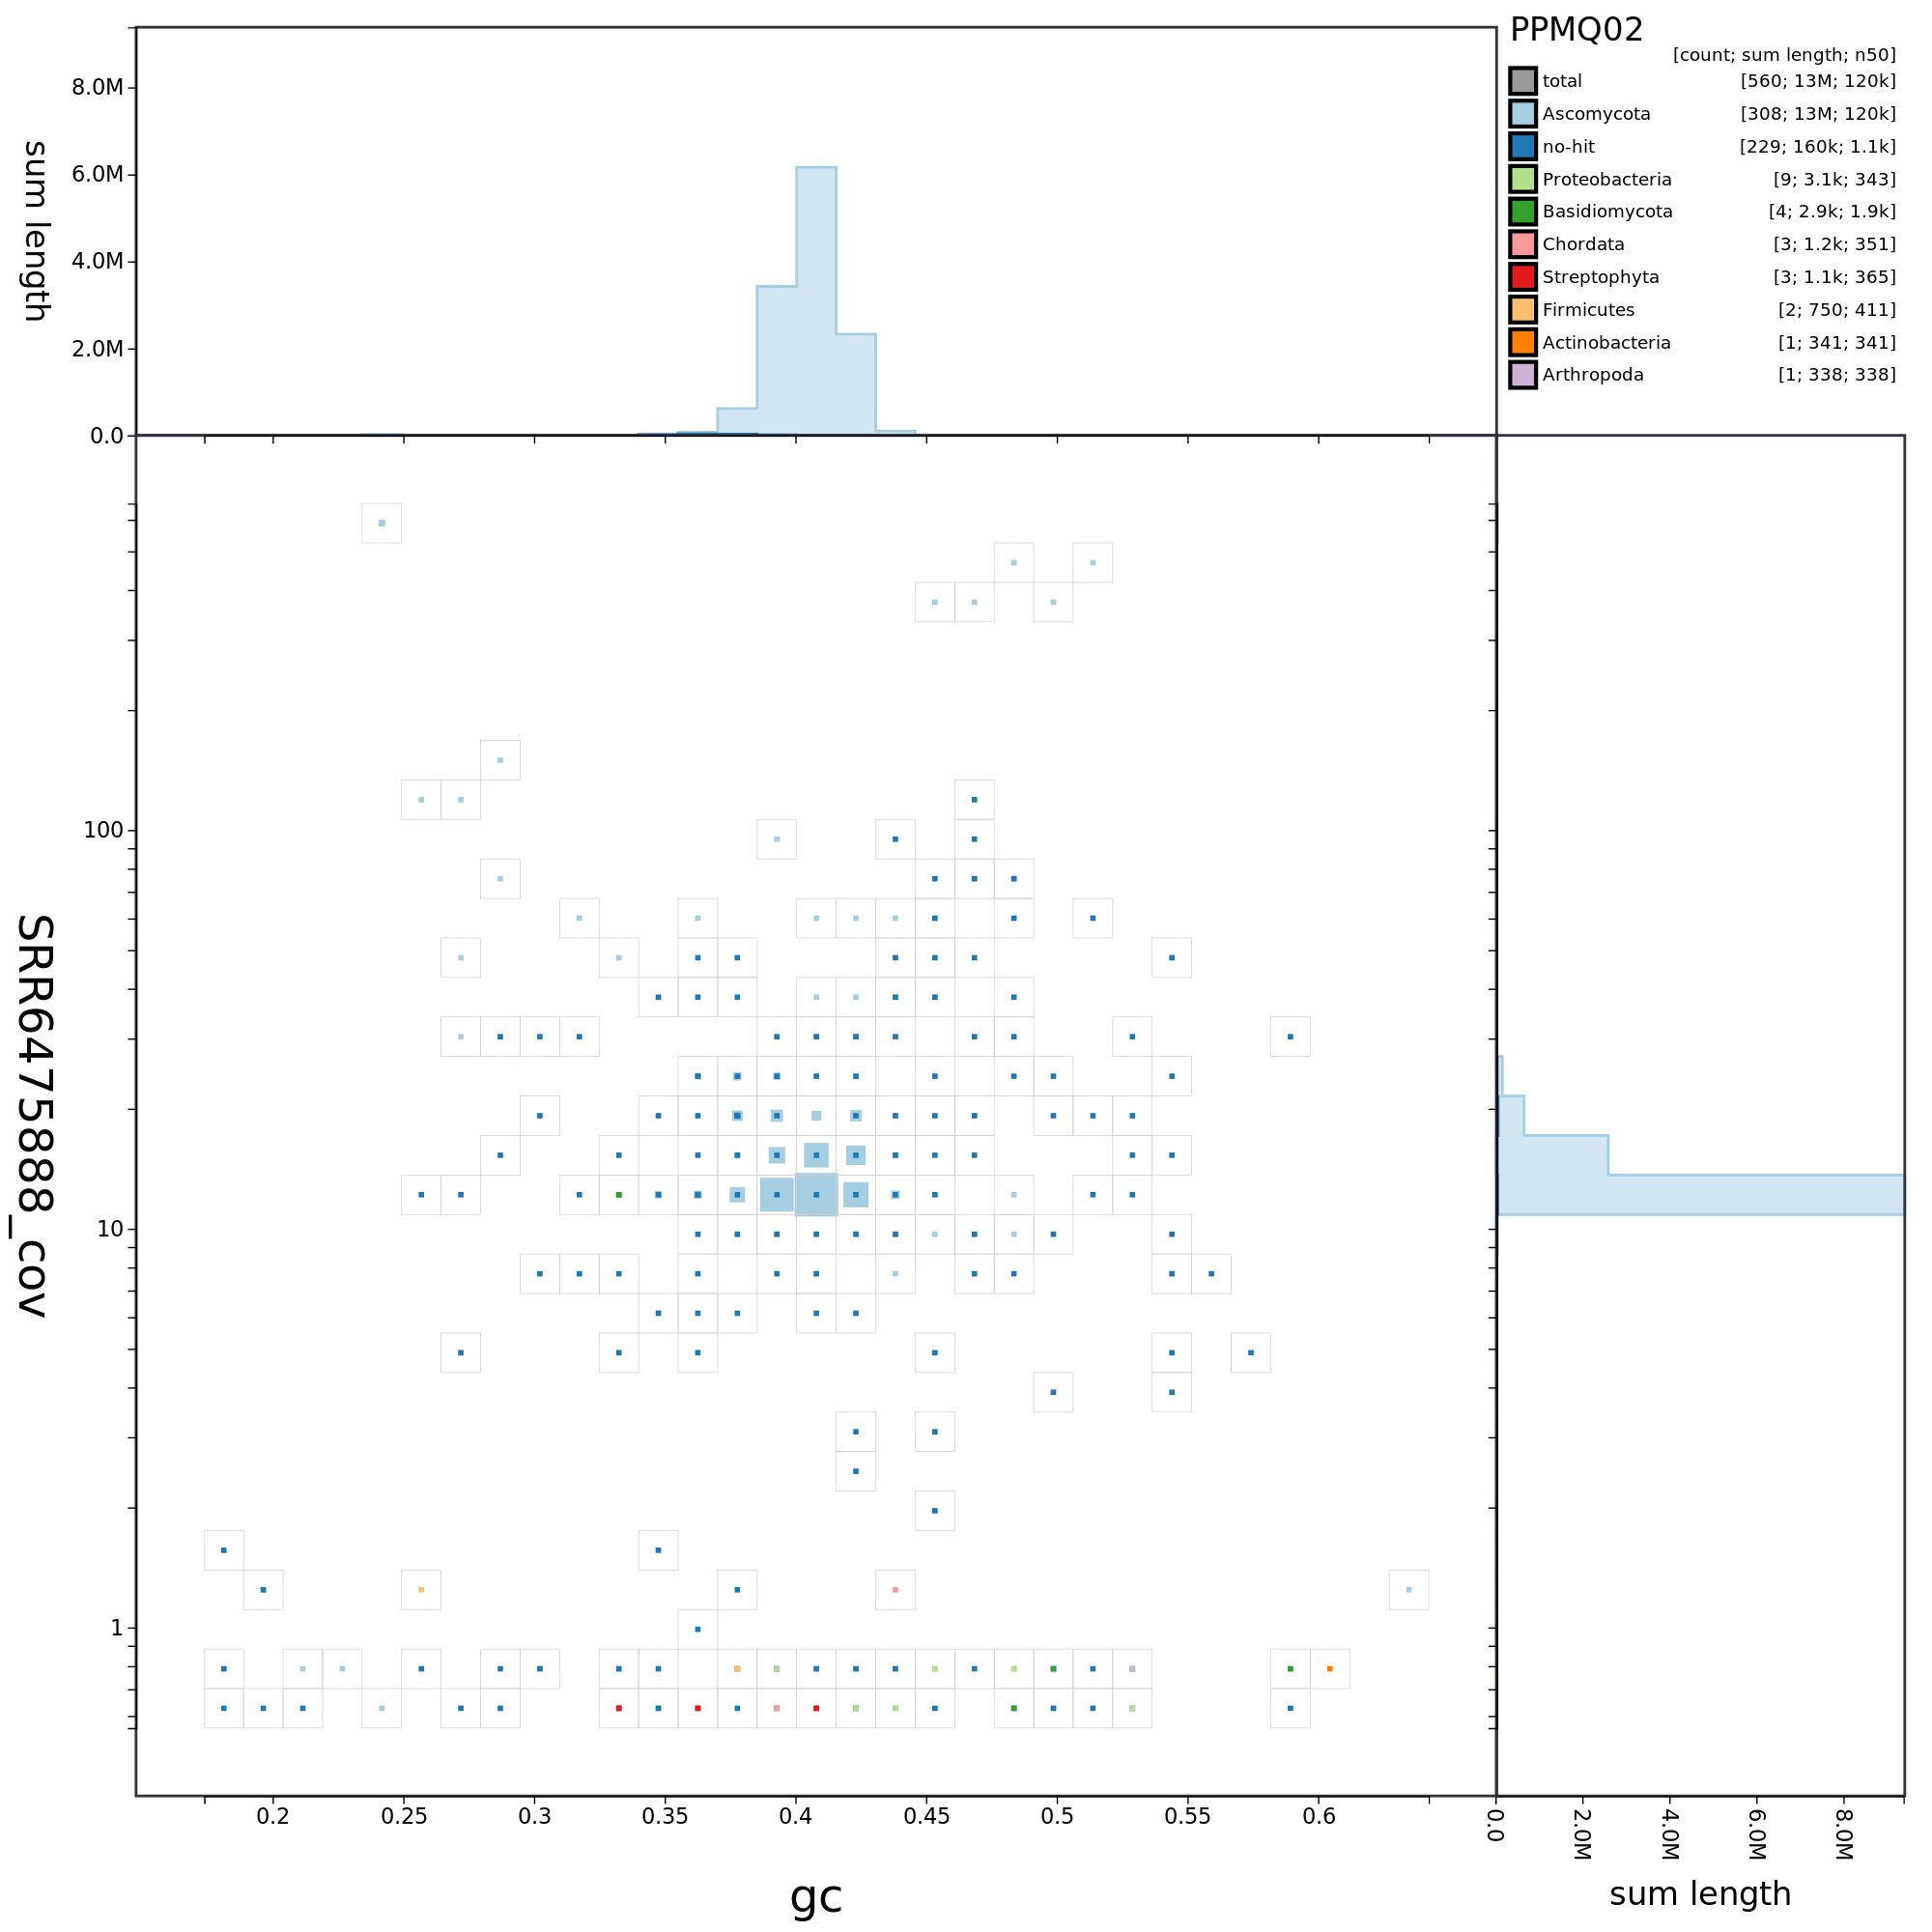 PPMQ02
[count; sum length; n50]
total [560; 13M; 120k]
Ascomycota [308; 13M; 120k]
no-hit [229; 160k; 1.1k]
Proteobacteria [9; 3.1k; 343]
Basidiomycota [4; 2.9k; 1.9k]
Chordata [3; 1.2k; 351]
Streptophyta [3; 1.1k; 365]
Firmicutes [2; 750; 411]
Actinobacteria [1; 341; 341]
Arthropoda [1; 338; 338]
sum length
8.0M
6.0M
4.0M
2.0M
0.0
SRR6475888_cov
100
10
1
0.2 0.25 0.3 0.35 0.4 0.45 0.5 0.55 0.6
gc
0.0 2.0M 4.0M 6.0M 8.0M
sum length